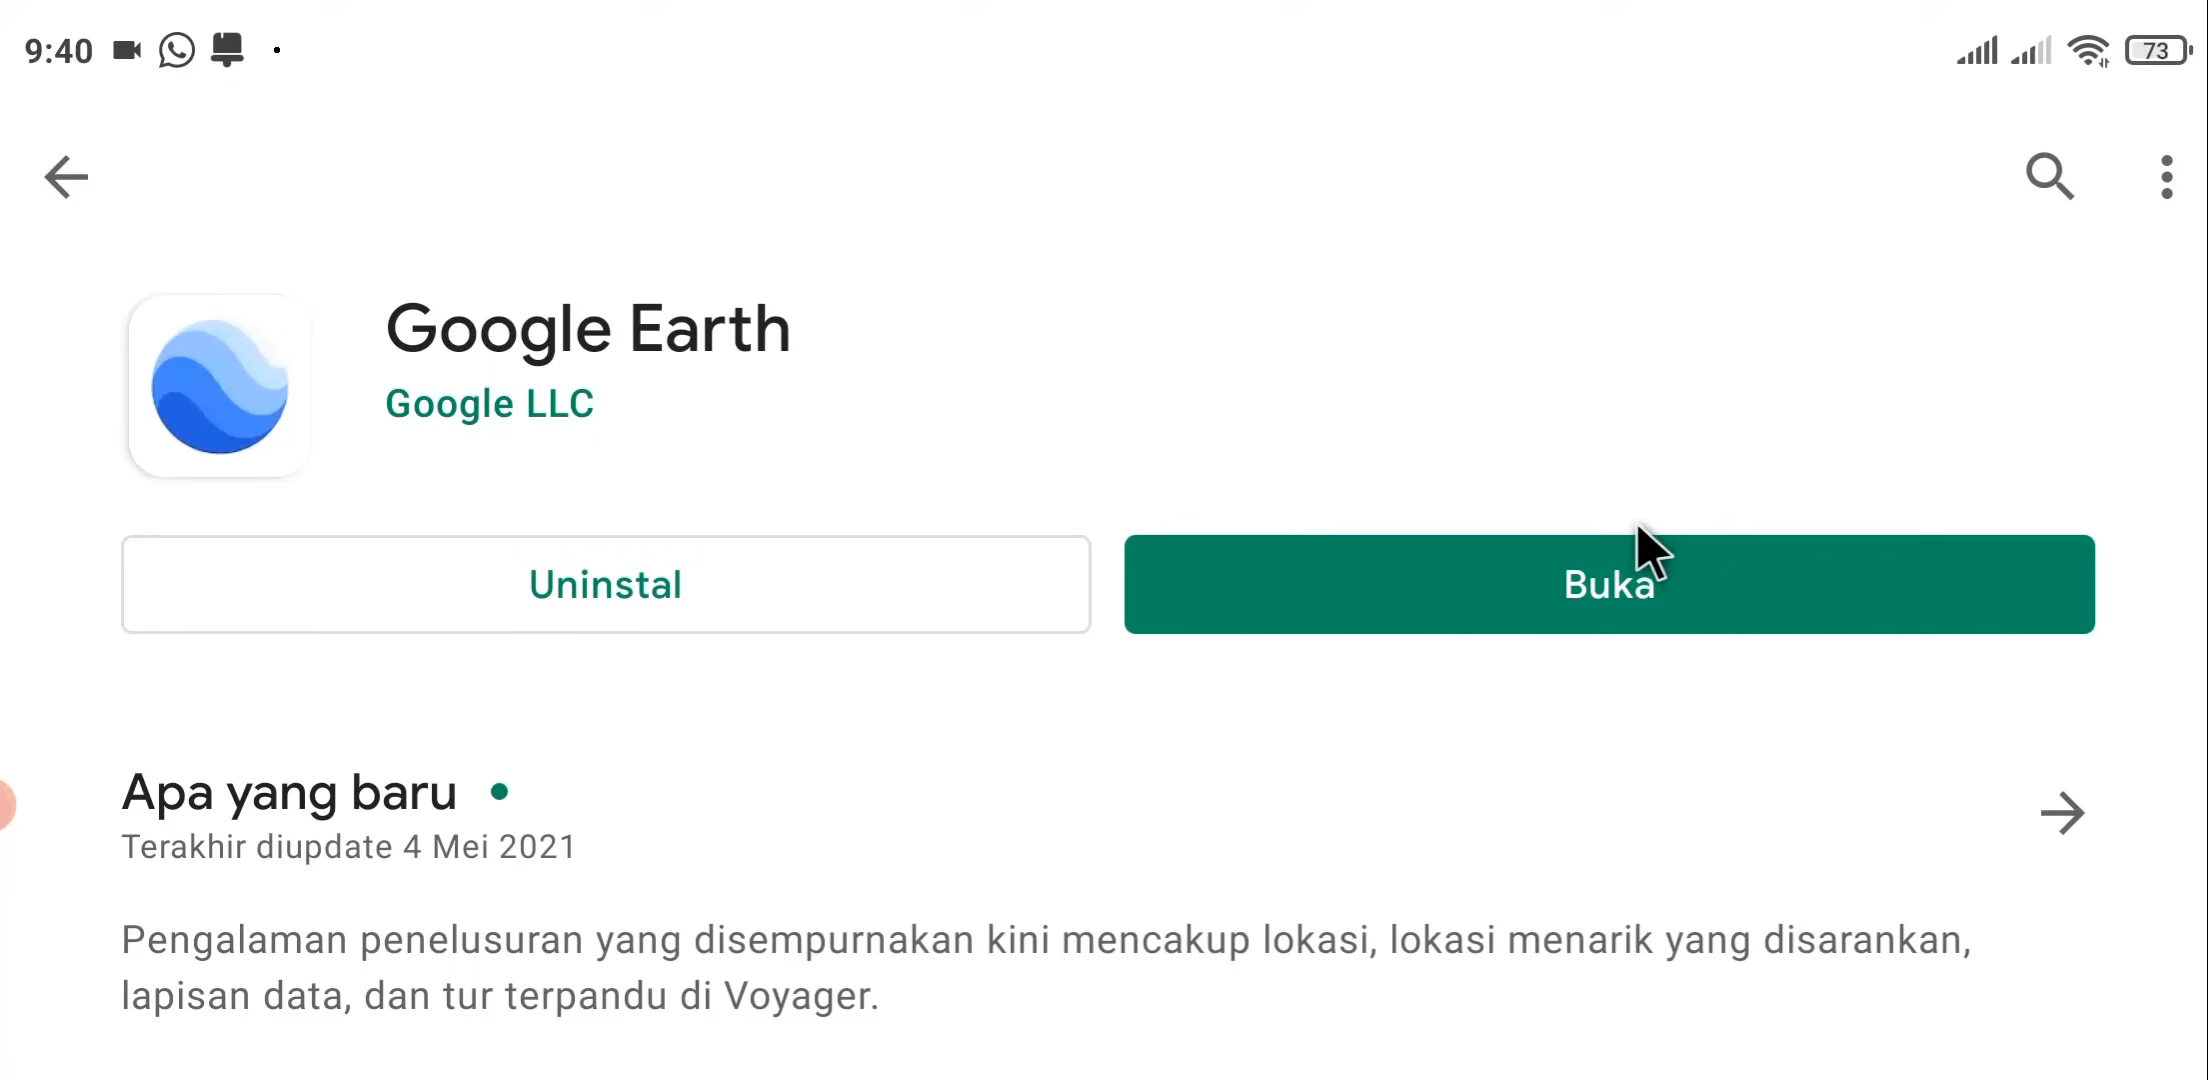 9:40
73
Google Earth
Google LLC
Uninstal
Buka
Apa yang baru
Terakhir diupdate 4 Mei 2021
Pengalaman penelusuran yang disempurnakan kini mencakup lokasi, lokasi menarik yang disarankan,
lapisan data, dan tur terpandu di Voyager.